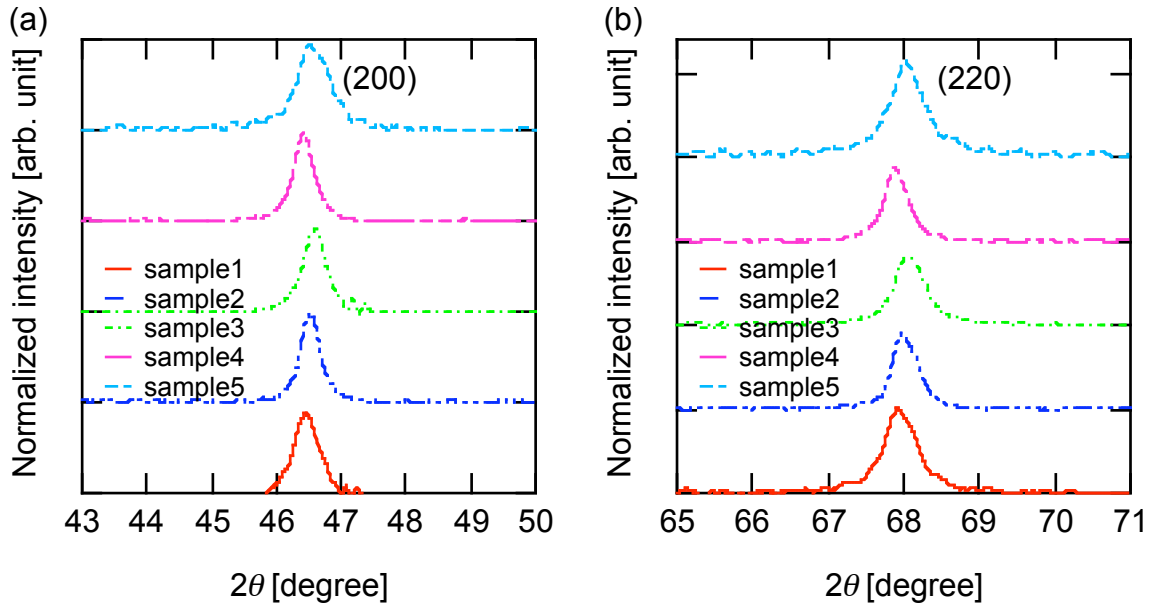 (a)
Normalized intensity [arb. unit]
(200)
sample1
sample2
sample3
sample4
sample5
43 44 45 46 47 48 49 50
2θ [degree]
(b)
Normalized intensity [arb. unit]
(220)
sample1
sample2
sample3
sample4
sample5
65 66 67 68 69 70 71
2θ [degree]